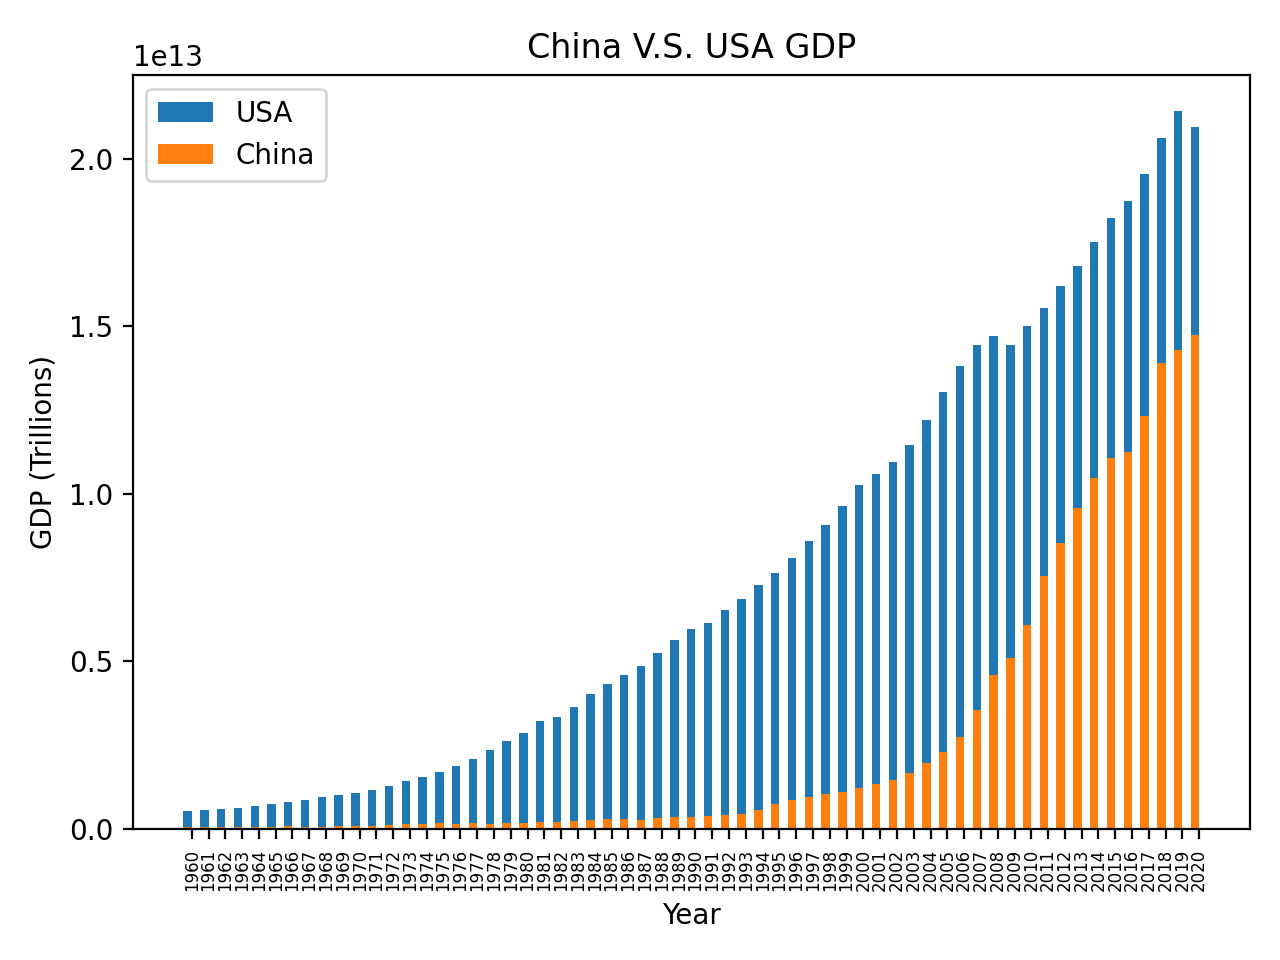 China V.S. USA GDP
1e13
USA
China
2.0
1.5
1.0
0.5
0.0
GDP (Trillions)
1960 1961 1962 1963 1964 1965 1966 1967 1968 1969 1970 1971 1972 1973 1974 1975 1976 1977 1978 1979 1980 1981 1982 1983 1984 1985 1986 1987 1988 1989 1990 1991 1992 1993 1994 1995 1996 1997 1998 1999 2000 2001 2002 2003 2004 2005 2006 2007 2008 2009 2010 2011 2012 2013 2014 2015 2016 2017 2018 2019 2020
Year